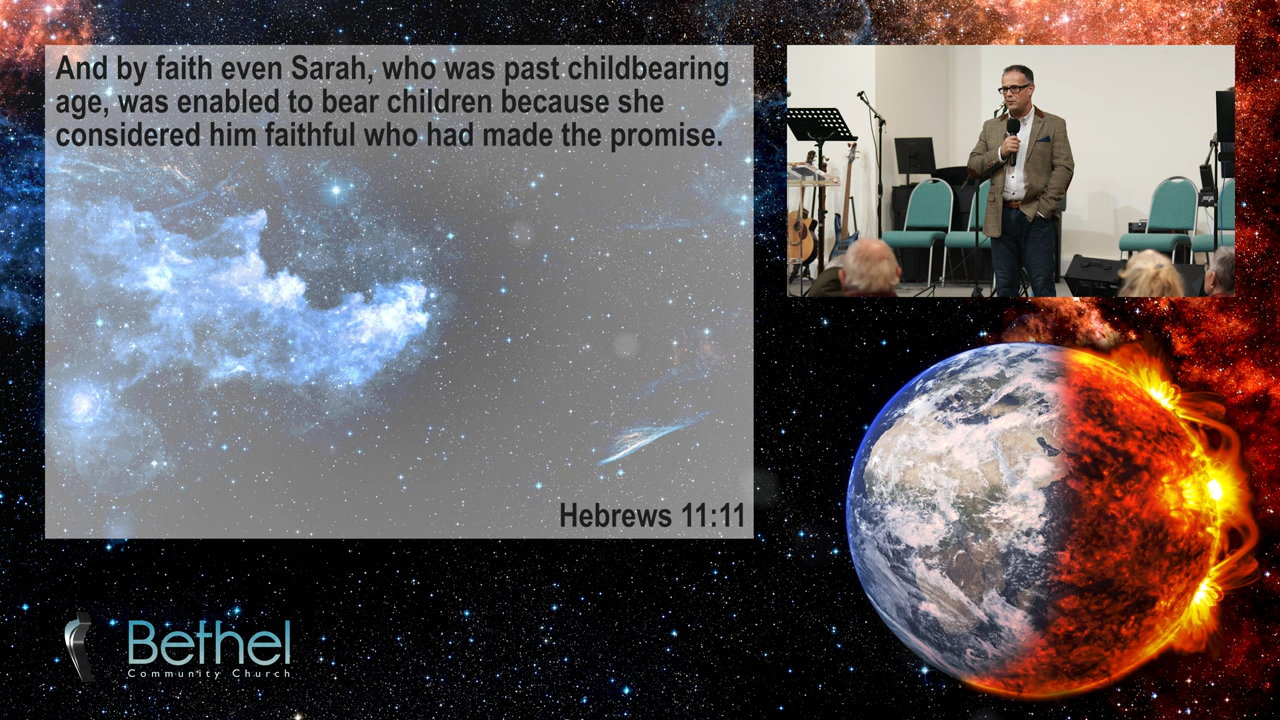 And by faith even Sarah, who was past childbearing
age, was enabled to bear children because she
considered him faithful who had made the promise.
Hebrews 11:11
Bethel
Community Church